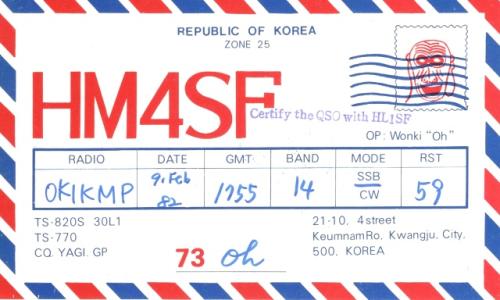 REPUBLIC OF KOREA
ZONE 25
HM4SF
Certify the QSO with HL1SF
OP: Wonki "Oh"
RADIO DATE GMT BAND MODE RST
OK1KMP 9. Feb 82 1755 14 SSB CW 59
TS-820S 30L1
TS-770
CQ. YAGI. GP
21-10. 4street
Keumnam Ro. Kwangju. City.
500. KOREA
73 Oh